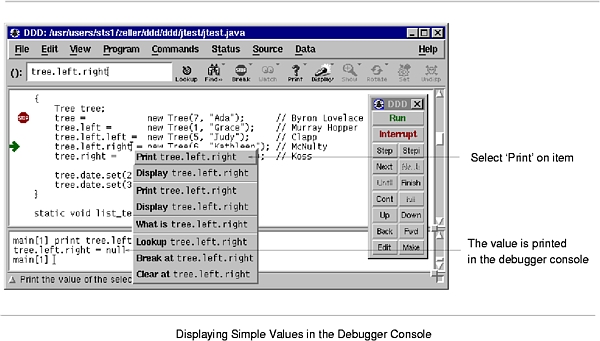 DDD: /usr/users/sts1/zeller/ddd/ddd/jtest/jtest.java
File Edit View Program Commands Status Source Data Help
(): tree.left.right
Lookup Find» Break Watch Print Display Show Rotate Set Undisp
{
Tree tree;
tree = new Tree(7, "Ada"); // Byron Lovelace
tree.left = new Tree(1, "Grace"); // Murray Hopper
tree.left.left = new Tree(5, "Judy"); // Clapp
tree.left.right = new Tree(6, "Kathleen"); // McNulty
tree.right = ); // Koss
tree.date.set(2
tree.date.set(3
}
static void list_te
Print tree.left.right
Display tree.left.right
Print tree.left.right
Display tree.left.right
What is tree.left.right
Lookup tree.left.right
Break at tree.left.right
Clear at tree.left.right
DDD
Run
Interrupt
Step Stepi
Next Nexti
Until Finish
Cont Kill
Up Down
Back Fwd
Edit Make
main[1] print tree.left
tree.left.right = null
main[1]
Print the value of the selec
Select 'Print' on item
The value is printed
in the debugger console
Displaying Simple Values in the Debugger Console